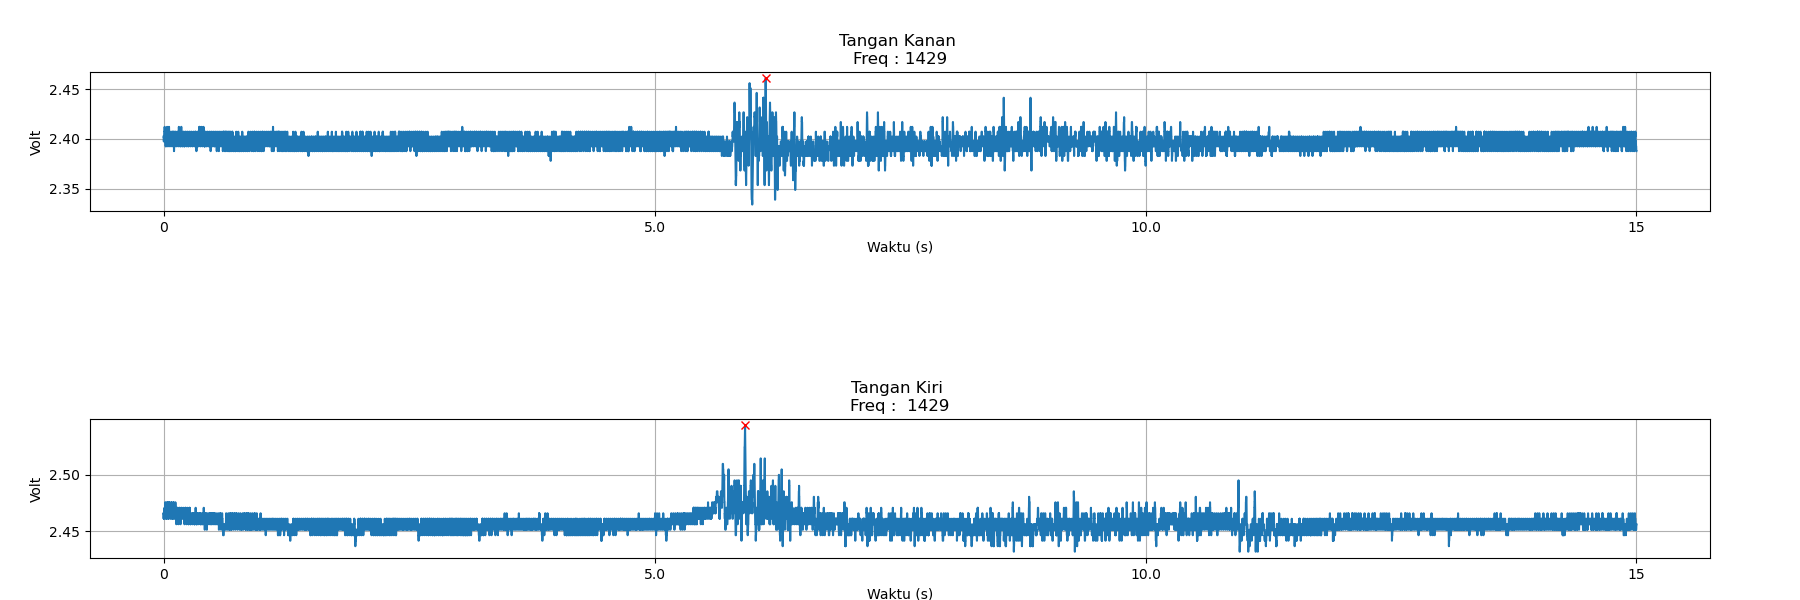 Tangan Kanan
Freq : 1429
Volt
2.45
2.40
2.35
0
5.0
10.0
15
Waktu (s)
Tangan Kiri
Freq :  1429
Volt
2.50
2.45
0
5.0
10.0
15
Waktu (s)